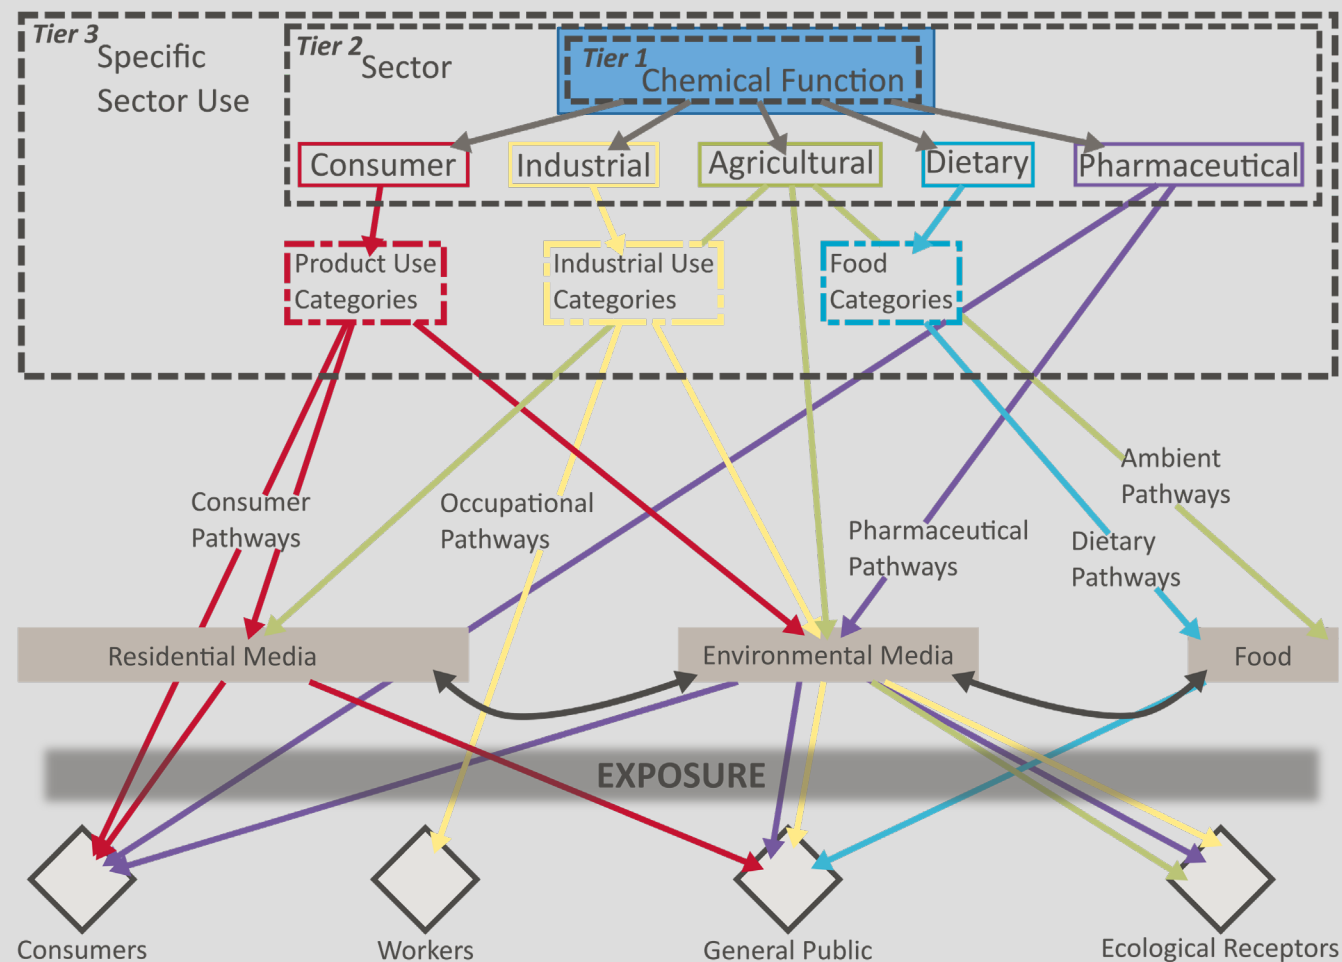 Tier 3
Specific
Sector Use
Tier 2
Sector
Tier 1
Chemical Function
Consumer
Industrial
Agricultural
Dietary
Pharmaceutical
Product Use
Categories
Industrial Use
Categories
Food
Categories
Consumer
Pathways
Occupational
Pathways
Pharmaceutical
Pathways
Dietary
Pathways
Ambient
Pathways
Residential Media
Environmental Media
Food
EXPOSURE
Consumers
Workers
General Public
Ecological Receptors